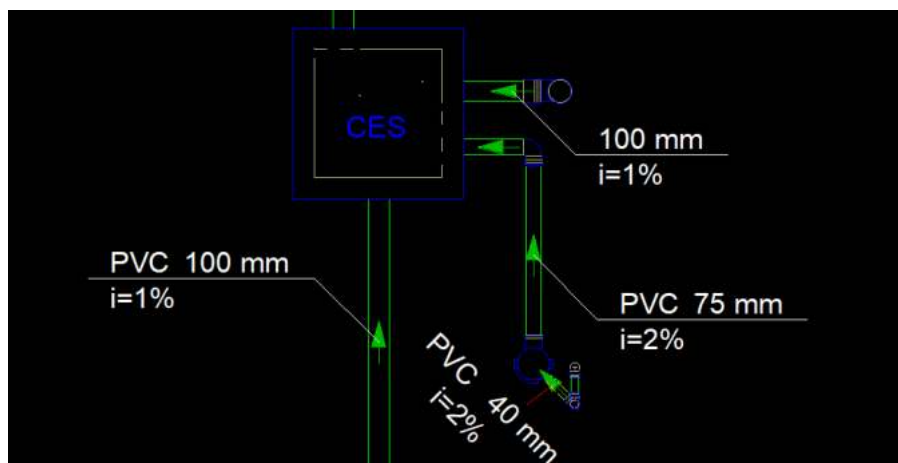 CES
100 mm
i=1%
PVC 100 mm
i=1%
PVC 75 mm
i=2%
PVC 40 mm
i=2%